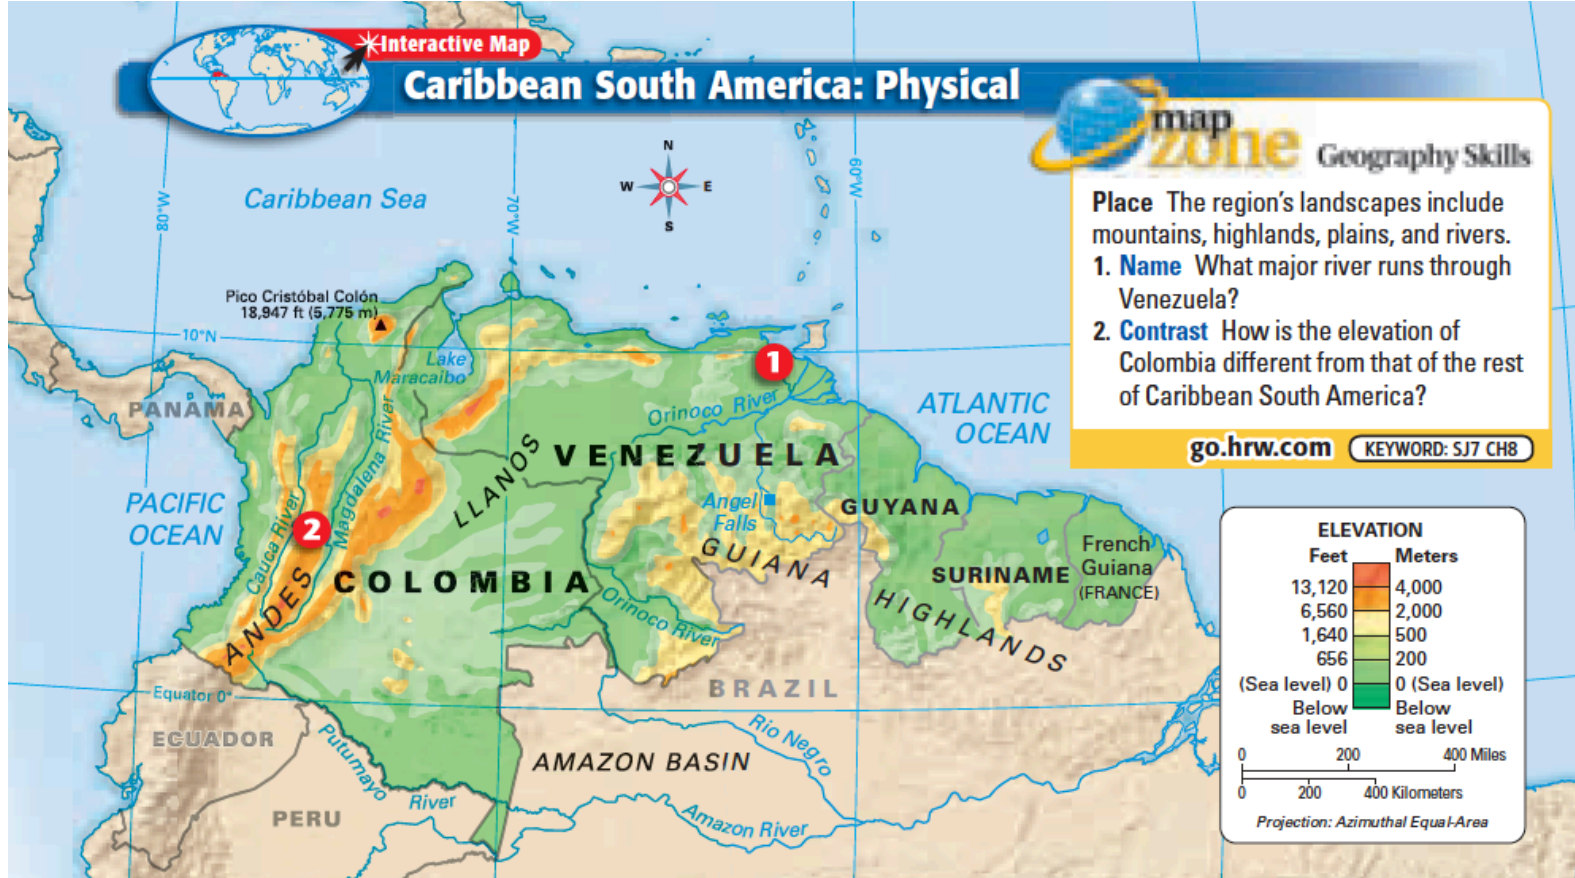 Interactive Map
Caribbean South America: Physical
map
zone Geography Skills
Place The region's landscapes include
mountains, highlands, plains, and rivers.
1. Name What major river runs through
Venezuela?
2. Contrast How is the elevation of
Colombia different from that of the rest
of Caribbean South America?
go.hrw.com KEYWORD: SJ7 CH8
N
W E
S
80°W
70°W
60°W
Caribbean Sea
Pico Cristóbal Colón
18,947 ft (5,775 m)
10°N
Lake
Maracaibo
1
PANAMA
Orinoco River
ATLANTIC
OCEAN
VENEZUELA
LLANOS
PACIFIC
OCEAN
Cauca River
2
Magdalena River
Angel
Falls
GUYANA
GUIANA
HIGHLANDS
SURINAME
French
Guiana
(FRANCE)
COLOMBIA
ANDES
Orinoco River
BRAZIL
Equator 0°
ECUADOR
Putumayo
River
Rio Negro
AMAZON BASIN
PERU
Amazon River
ELEVATION
Feet Meters
13,120 4,000
6,560 2,000
1,640 500
656 200
(Sea level) 0 0 (Sea level)
Below Below
sea level sea level
0 200 400 Miles
0 200 400 Kilometers
Projection: Azimuthal Equal-Area